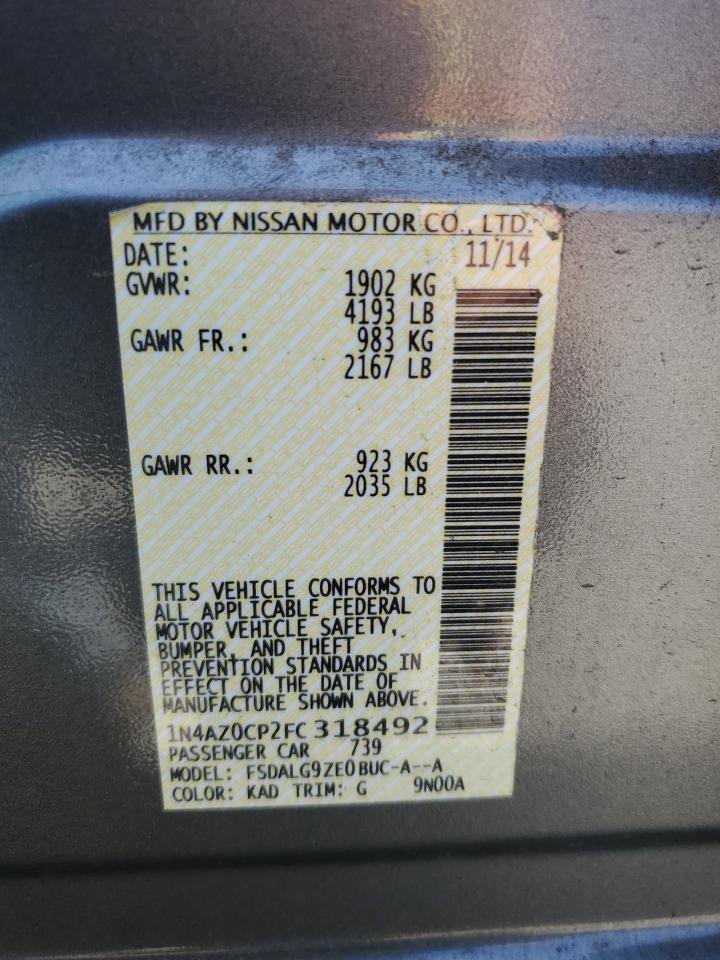 MFD BY NISSAN MOTOR CO., LTD.
DATE: 11/14
GVWR: 1902 KG
4193 LB
GAWR FR.: 983 KG
2167 LB
GAWR RR.: 923 KG
2035 LB
THIS VEHICLE CONFORMS TO
ALL APPLICABLE FEDERAL
MOTOR VEHICLE SAFETY,
BUMPER, AND THEFT
PREVENTION STANDARDS IN
EFFECT ON THE DATE OF
MANUFACTURE SHOWN ABOVE.
1N4AZ0CP2FC318492
PASSENGER CAR 739
MODEL: FSDALG9ZE0BUC-A--A
COLOR: KAD TRIM: G 9N00A